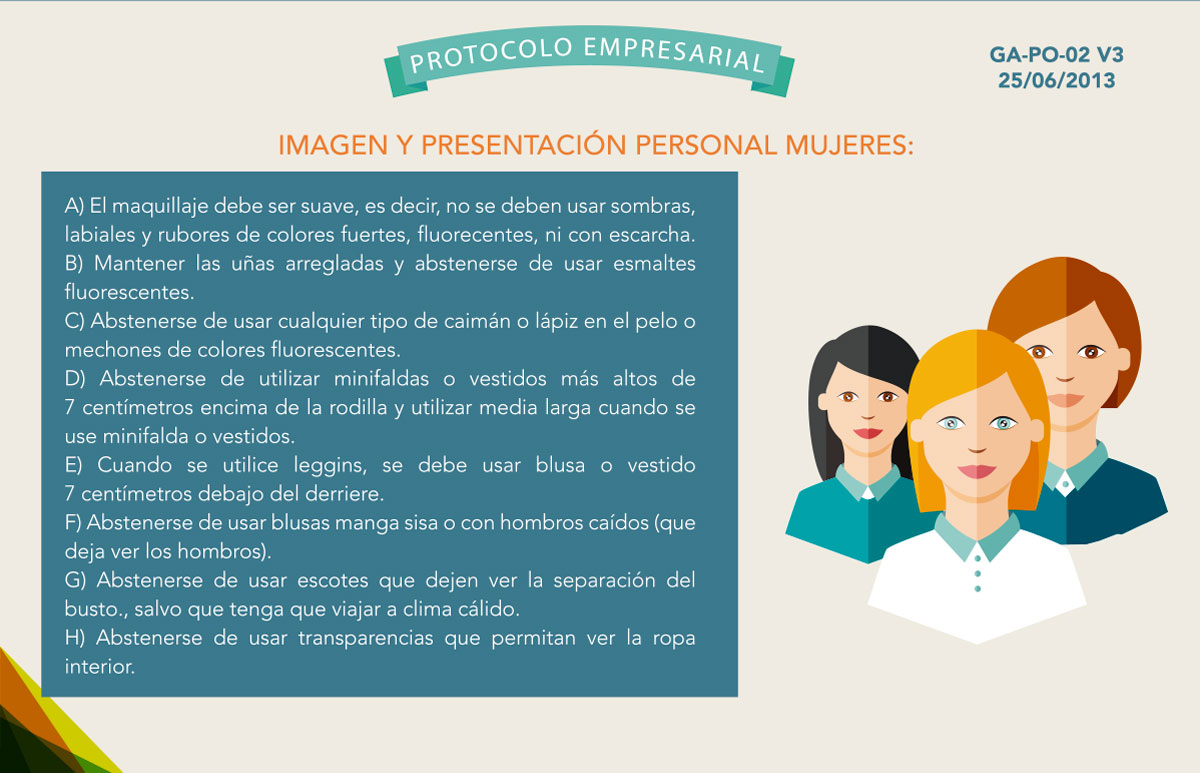 PROTOCOLO EMPRESARIAL
GA-PO-02 V3
25/06/2013
IMAGEN Y PRESENTACIÓN PERSONAL MUJERES:
A) El maquillaje debe ser suave, es decir, no se deben usar sombras,
labiales y rubores de colores fuertes, fluorecentes, ni con escarcha.
B) Mantener las uñas arregladas y abstenerse de usar esmaltes
fluorescentes.
C) Abstenerse de usar cualquier tipo de caimán o lápiz en el pelo o
mechones de colores fluorescentes.
D) Abstenerse de utilizar minifaldas o vestidos más altos de
7 centímetros encima de la rodilla y utilizar media larga cuando se
use minifalda o vestidos.
E) Cuando se utilice leggins, se debe usar blusa o vestido
7 centímetros debajo del derriere.
F) Abstenerse de usar blusas manga sisa o con hombros caídos (que
deja ver los hombros).
G) Abstenerse de usar escotes que dejen ver la separación del
busto., salvo que tenga que viajar a clima cálido.
H) Abstenerse de usar transparencias que permitan ver la ropa
interior.